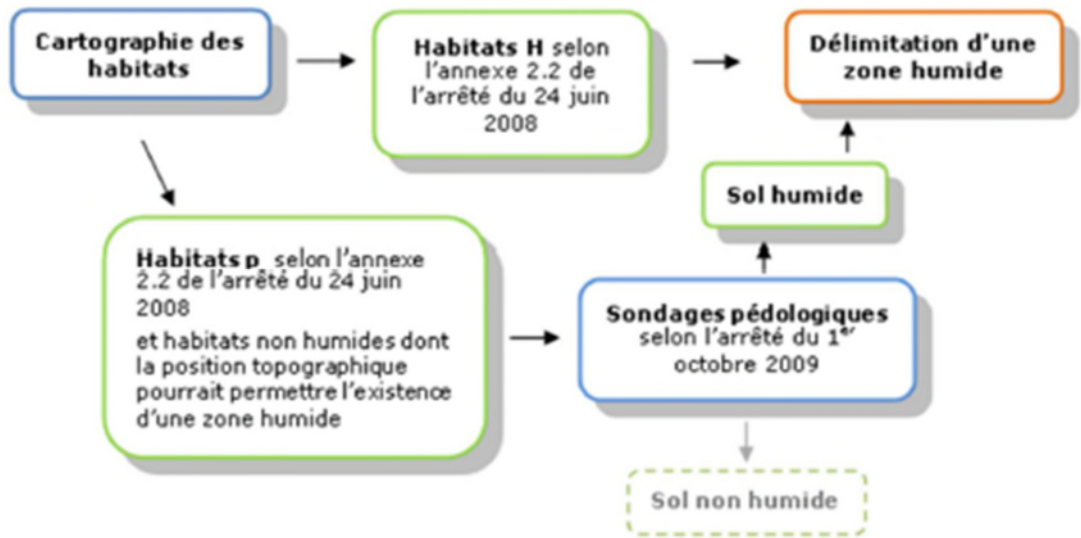 Cartographie des
habitats
Habitats H selon
l'annexe 2.2 de
l'arrêté du 24 juin
2008
Délimitation d'une
zone humide
Sol humide
Habitats p selon l'annexe
2.2 de l'arrêté du 24 juin
2008
et habitats non humides dont
la position topographique
pourrait permettre l'existence
d'une zone humide
Sondages pédologiques
selon l'arrêté du 1er
octobre 2009
Sol non humide